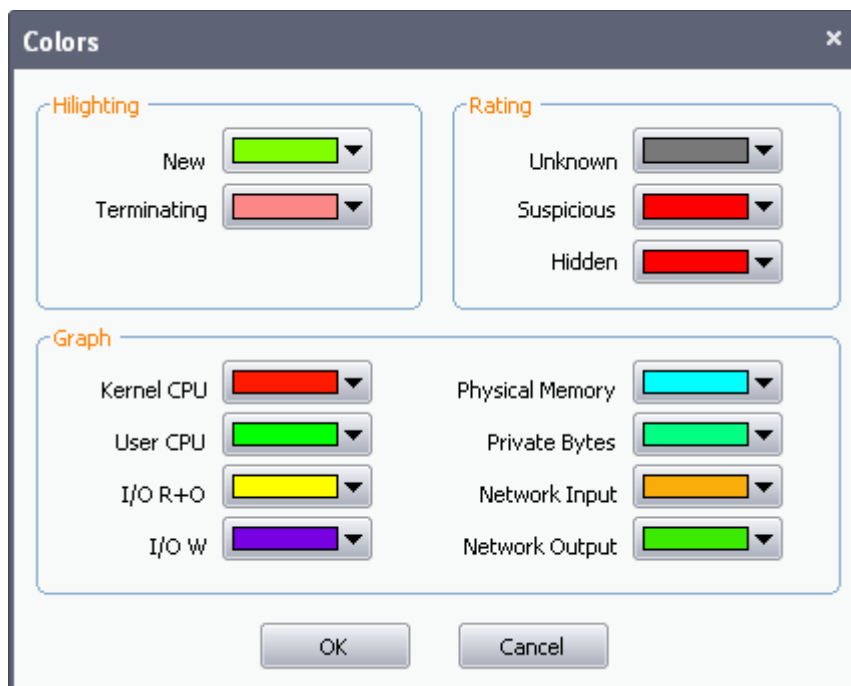 Colors
Hilighting
New
Terminating
Rating
Unknown
Suspicious
Hidden
Graph
Kernel CPU
User CPU
I/O R+O
I/O W
Physical Memory
Private Bytes
Network Input
Network Output
OK
Cancel